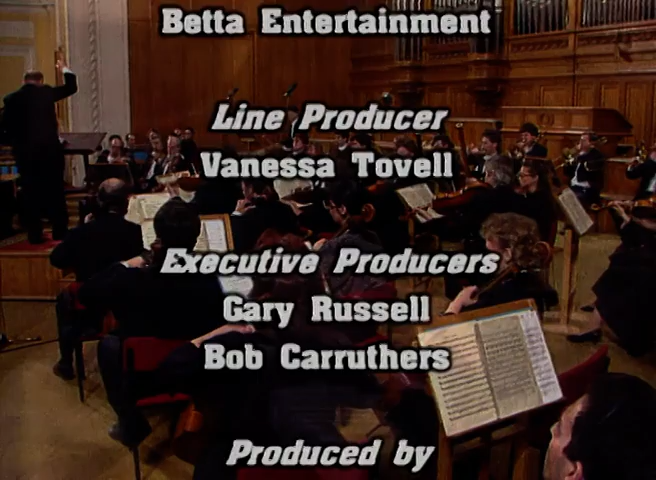 Betta Entertainment
Line Producer
Vanessa Tovell
Executive Producers
Gary Russell
Bob Carruthers
Produced by